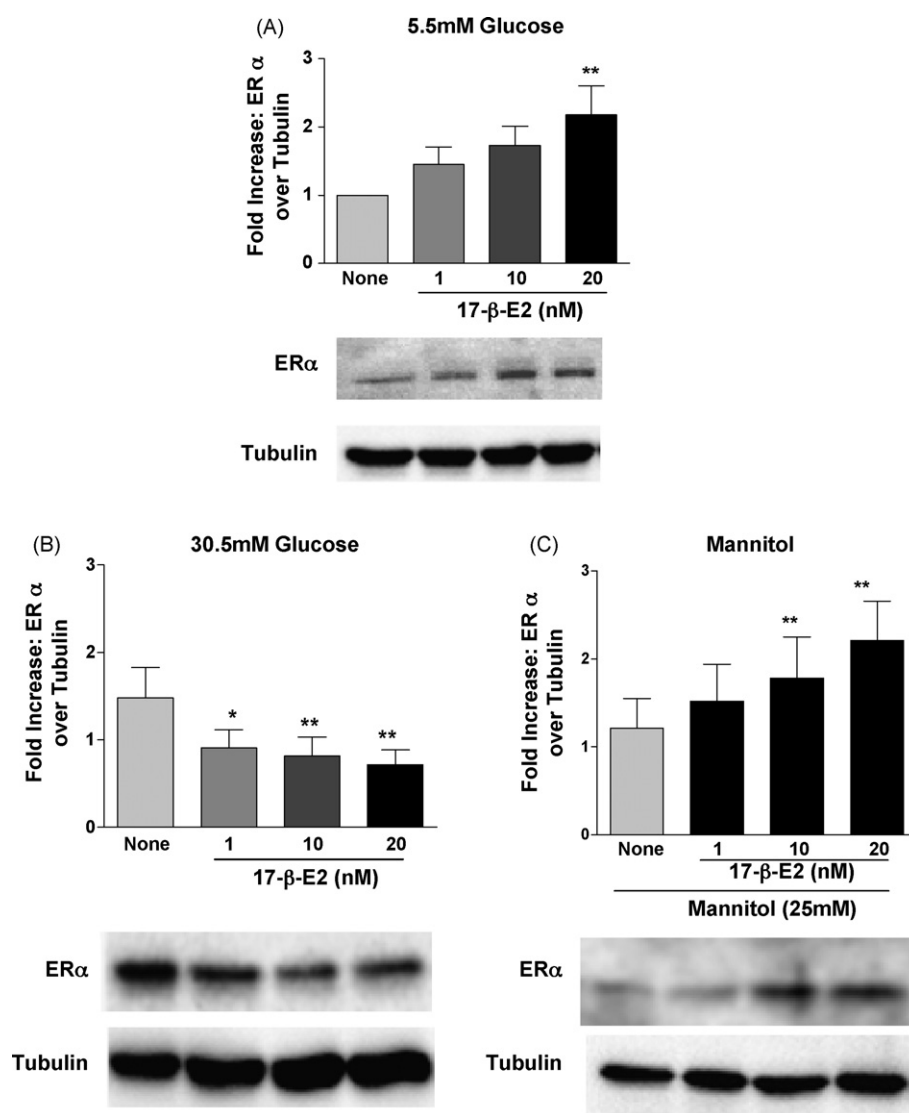 (A)
5.5mM Glucose
Fold Increase: ER α
over Tubulin
3
2
1
0
**
None 1 10 20
17-β-E2 (nM)
ERα
Tubulin
(B)
30.5mM Glucose
Fold Increase: ER α
over Tubulin
3
2
1
0
* ** **
None 1 10 20
17-β-E2 (nM)
ERα
Tubulin
(C)
Mannitol
Fold Increase: ER α
over Tubulin
3
2
1
0
** **
None 1 10 20
17-β-E2 (nM)
Mannitol (25mM)
ERα
Tubulin